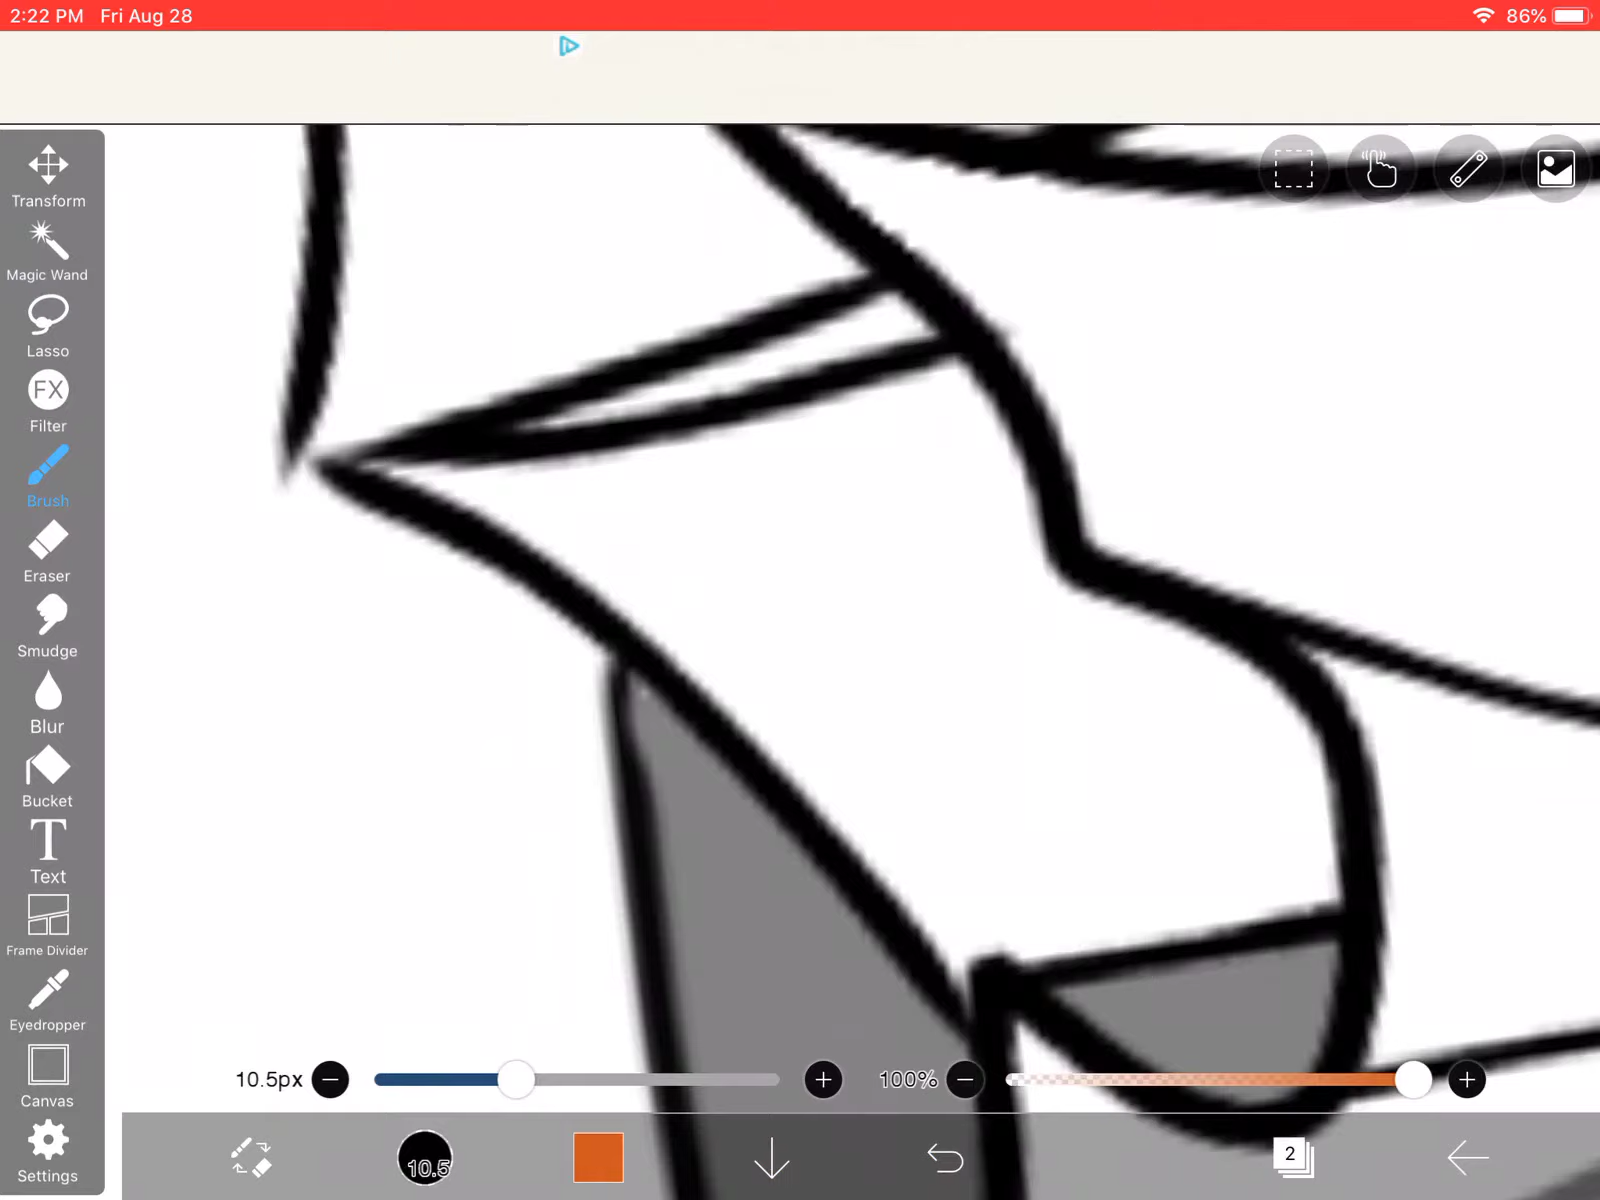 2:22 PM Fri Aug 28
86%
Transform
Magic Wand
Lasso
FX
Filter
Brush
Eraser
Smudge
Blur
Bucket
T
Text
Frame Divider
Eyedropper
Canvas
Settings
10.5px
100%
10.5
2